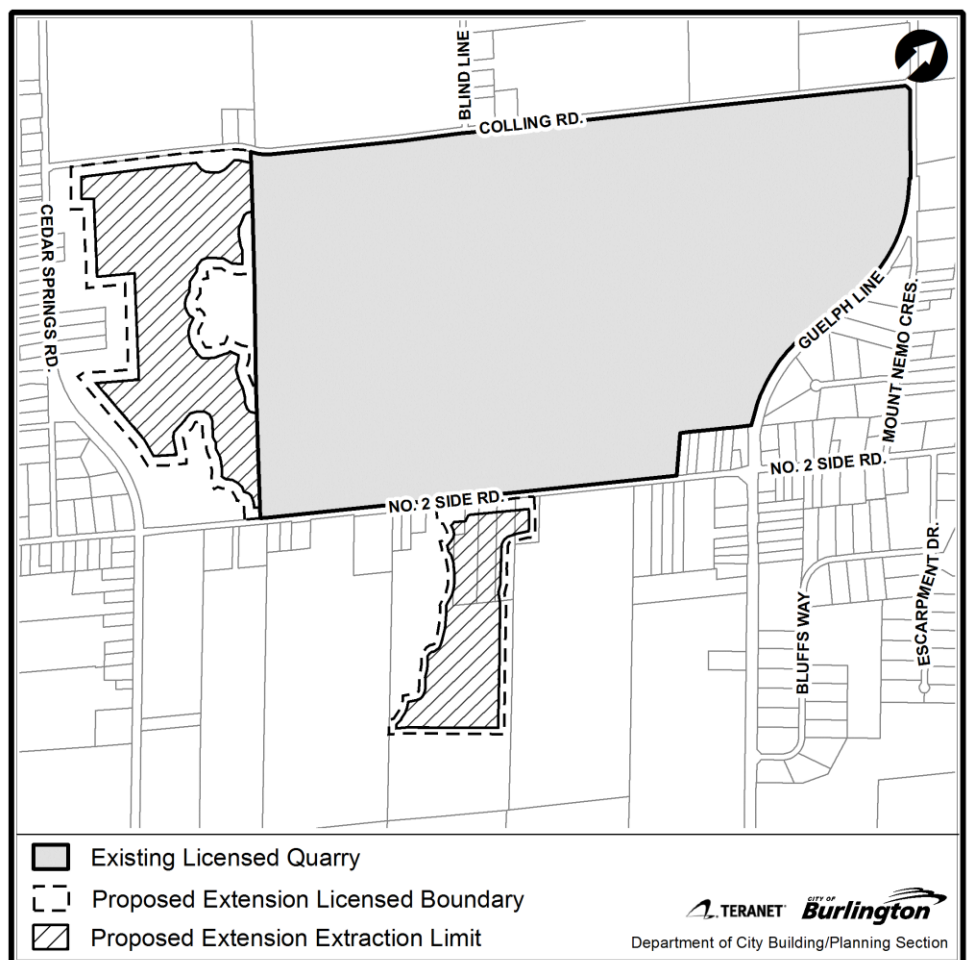 BLIND LINE
COLLING RD.
CEDAR SPRINGS RD.
GUELPH LINE
MOUNT NEMO CRES.
NO. 2 SIDE RD.
NO. 2 SIDE RD.
BLUFFS WAY
ESCARPMENT DR.
Existing Licensed Quarry
Proposed Extension Licensed Boundary
Proposed Extension Extraction Limit
TERANET
CITY OF
Burlington
Department of City Building/Planning Section